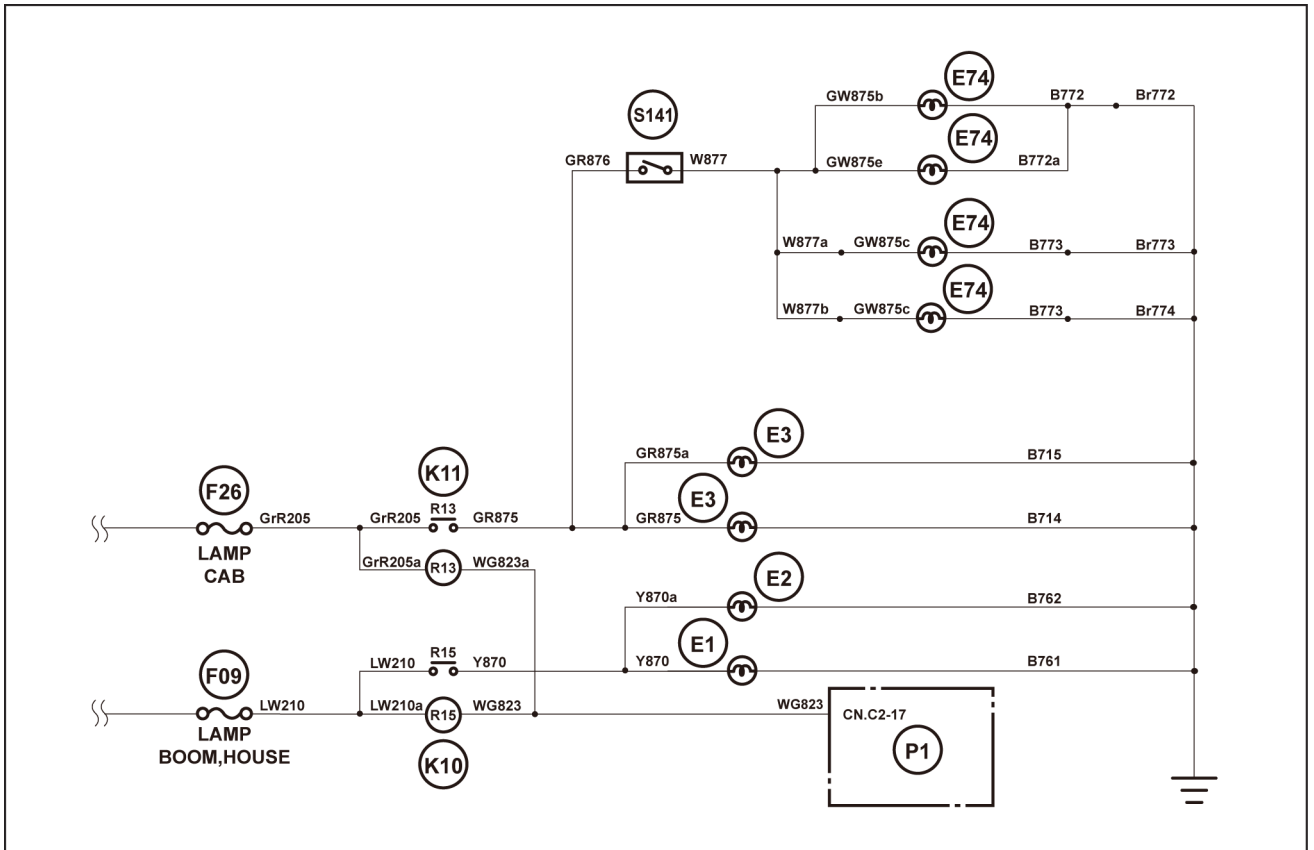 E74
GW875b
B772
Br772
S141
E74
GR876
W877
GW875e
B772a
E74
W877a
GW875c
B773
Br773
E74
W877b
GW875c
B773
Br774
E3
K11
GR875a
B715
F26
E3
R13
GrR205
GrR205
GR875
GR875
B714
LAMP
CAB
GrR205a
R13
WG823a
E2
Y870a
B762
E1
R15
F09
LW210
Y870
Y870
B761
LW210
LW210a
R15
WG823
WG823
CN.C2-17
LAMP
BOOM,HOUSE
K10
P1